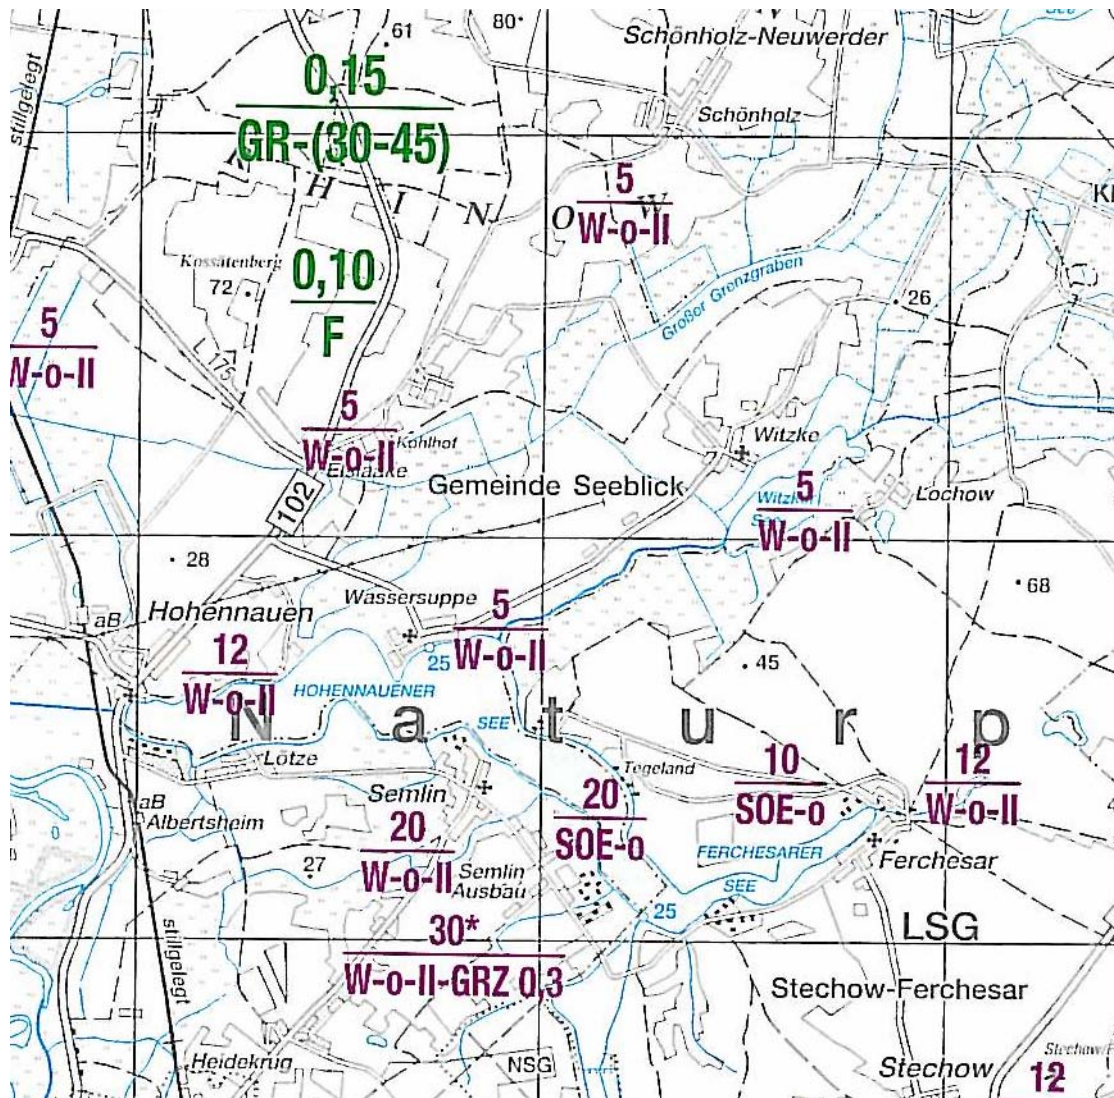 61
80
Schönholz-Neuwerder
stillgelegt
0,15
GR-(30-45)
Schönholz
H I N O W
5
W-o-II
Kossätenberg
72
0,10
F
Großer Grenzgraben
26
5
W-o-II
175
5
W-o-II
Kohlhof
Elslaake
Witzke
Gemeinde Seeblick
5
W-o-II
Lochow
102
28
68
Wassersuppe
Hohennauen
aB
5
W-o-II
25
45
12
W-o-II
HOHENNAUENER
SEE
N a t u r p
Lötze
Tegeland
10
SOE-o
12
W-o-II
Semlin
20
SOE-o
aB
Albertsheim
20
W-o-II
27
Semlin
Ausbau
FERCHESARER
SEE
Ferchesar
25
30*
W-o-II-GRZ 0,3
LSG
stillgelegt
Stechow-Ferchesar
Heidekrug
NSG
Stechow
12